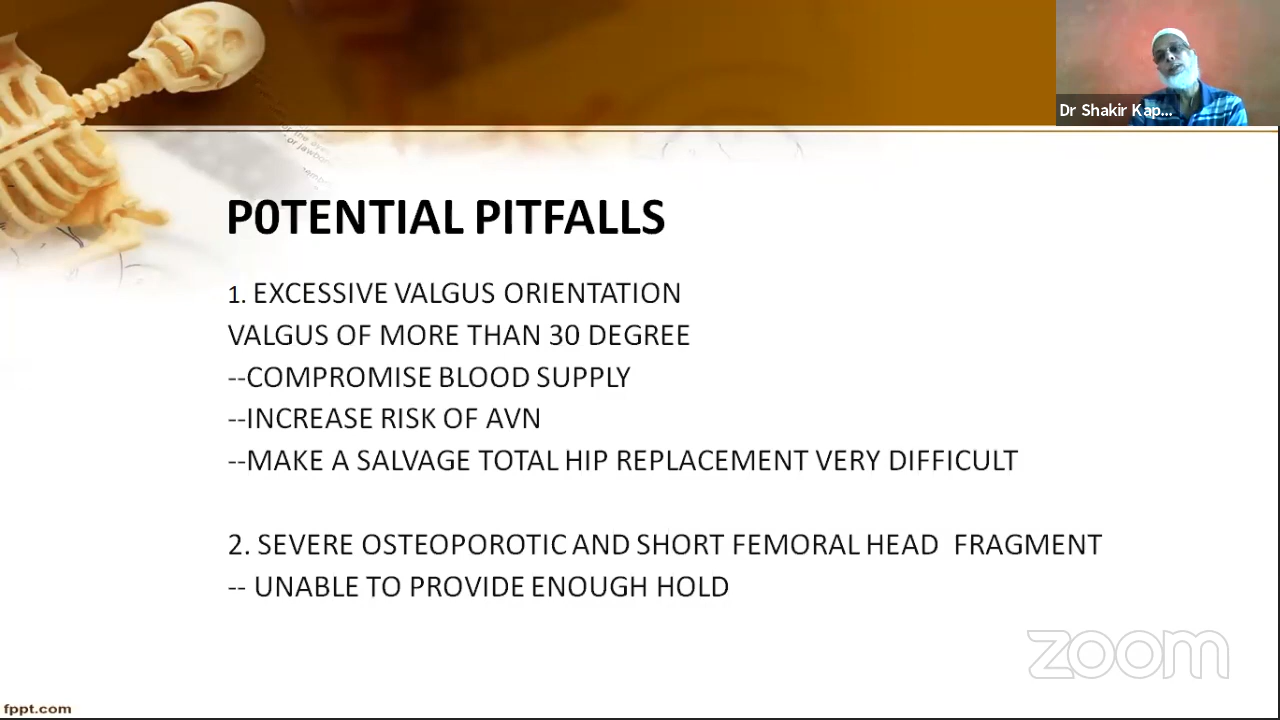 Dr Shakir Kap...
P0TENTIAL PITFALLS
1. EXCESSIVE VALGUS ORIENTATION
VALGUS OF MORE THAN 30 DEGREE
--COMPROMISE BLOOD SUPPLY
--INCREASE RISK OF AVN
--MAKE A SALVAGE TOTAL HIP REPLACEMENT VERY DIFFICULT
2. SEVERE OSTEOPOROTIC AND SHORT FEMORAL HEAD FRAGMENT
-- UNABLE TO PROVIDE ENOUGH HOLD
zoom
fppt.com